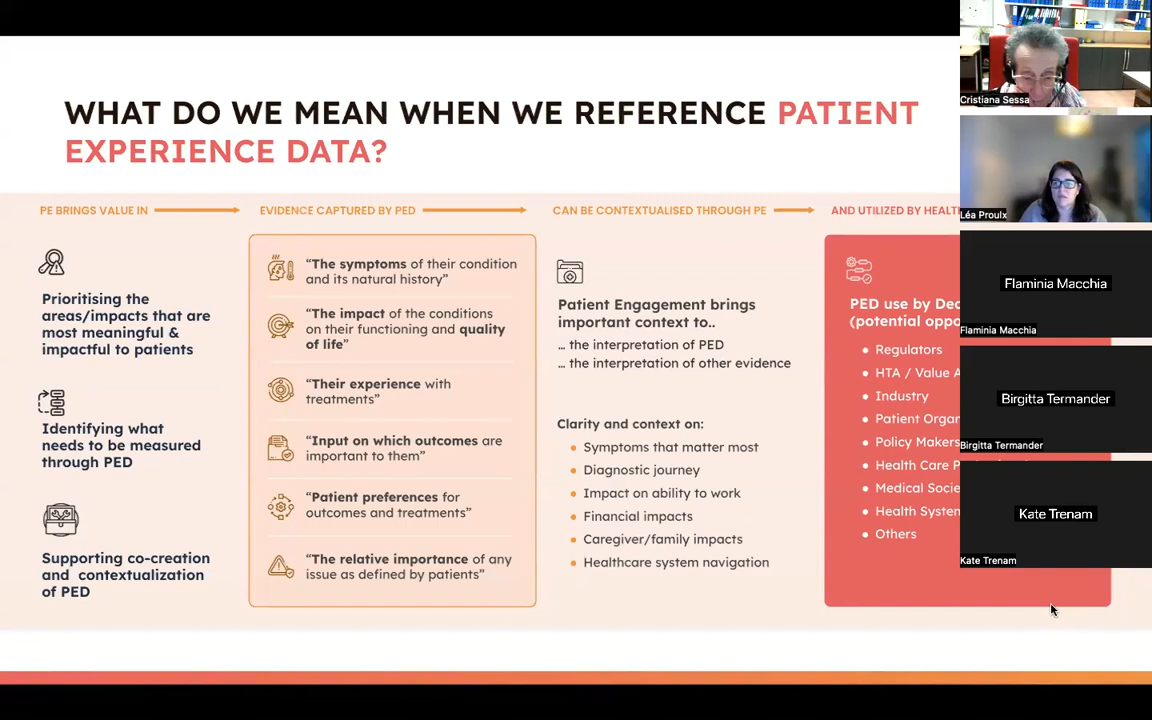 WHAT DO WE MEAN WHEN WE REFERENCE PATIENT
EXPERIENCE DATA?
PE BRINGS VALUE IN
Prioritising the
areas/impacts that are
most meaningful &
impactful to patients
Identifying what
needs to be measured
through PED
Supporting co-creation
and contextualization
of PED
EVIDENCE CAPTURED BY PED
“The symptoms of their condition
and its natural history”
“The impact of the conditions
on their functioning and quality
of life”
“Their experience with
treatments”
“Input on which outcomes are
important to them”
“Patient preferences for
outcomes and treatments”
“The relative importance of any
issue as defined by patients”
CAN BE CONTEXTUALISED THROUGH PE
Patient Engagement brings
important context to..
… the interpretation of PED
… the interpretation of other evidence
Clarity and context on:
• Symptoms that matter most
• Diagnostic journey
• Impact on ability to work
• Financial impacts
• Caregiver/family impacts
• Healthcare system navigation
AND UTILIZED BY
PED use by
(potential
• Regulators
• HTA / Value
• Industry
• Patient
• Policy Makers
• Health Care
• Medical
• Health
• Others
Cristiana Sessa
Léa Proulx
Flaminia Macchia
Flaminia Macchia
Birgitta Termander
Birgitta Termander
Kate Trenam
Kate Trenam